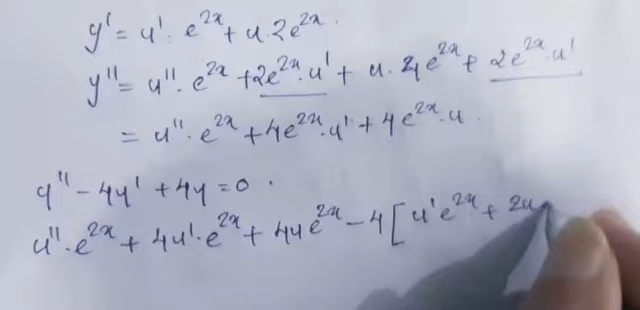 y' = u' . e^{2x} + u . 2e^{2x} .
y'' = u'' . e^{2x} + 2e^{2x} . u' + u . 4e^{2x} + 2e^{2x} . u'
= u'' . e^{2x} + 4e^{2x} . u' + 4e^{2x} . u .
y'' - 4y' + 4y = 0 .
u'' . e^{2x} + 4u' . e^{2x} + 4u e^{2x} - 4 [ u' e^{2x} + 2u